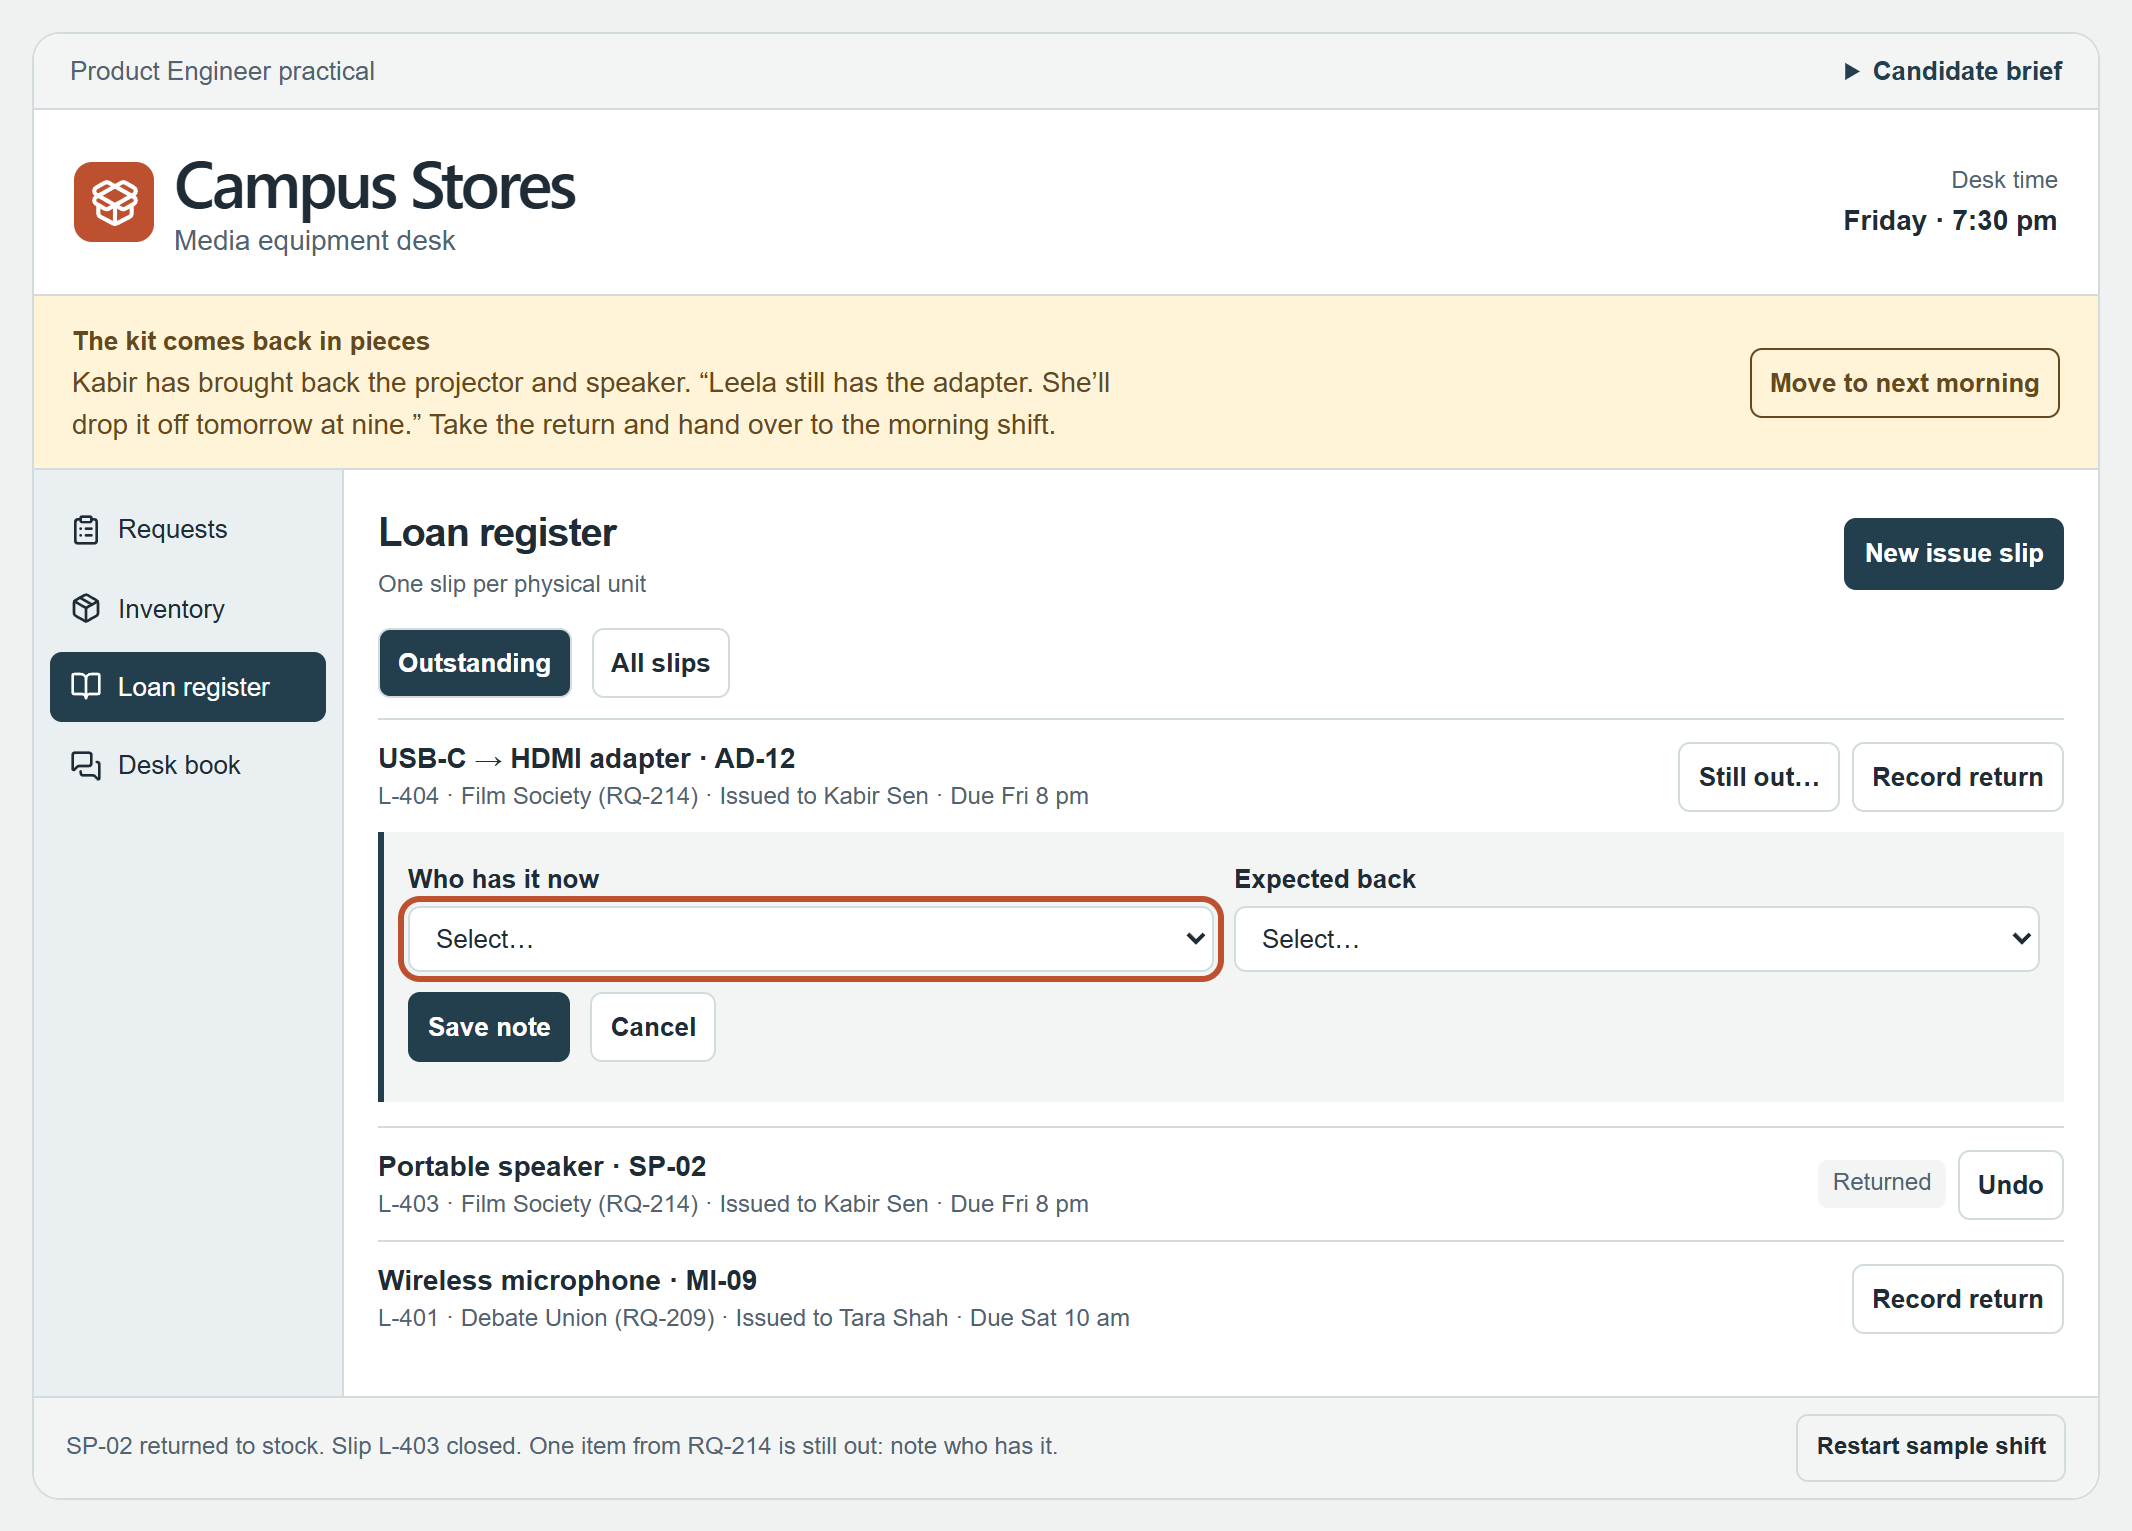 Product Engineer practical
▶ Candidate brief
Campus Stores
Media equipment desk
Desk time
Friday · 7:30 pm
The kit comes back in pieces
Kabir has brought back the projector and speaker. “Leela still has the adapter. She’ll
drop it off tomorrow at nine.” Take the return and hand over to the morning shift.
Move to next morning
Requests
Inventory
Loan register
Desk book
Loan register
One slip per physical unit
New issue slip
Outstanding
All slips
USB-C → HDMI adapter · AD-12
L-404 · Film Society (RQ-214) · Issued to Kabir Sen · Due Fri 8 pm
Still out…
Record return
Who has it now
Expected back
Select…
Select…
Save note
Cancel
Portable speaker · SP-02
L-403 · Film Society (RQ-214) · Issued to Kabir Sen · Due Fri 8 pm
Returned
Undo
Wireless microphone · MI-09
L-401 · Debate Union (RQ-209) · Issued to Tara Shah · Due Sat 10 am
Record return
SP-02 returned to stock. Slip L-403 closed. One item from RQ-214 is still out: note who has it.
Restart sample shift